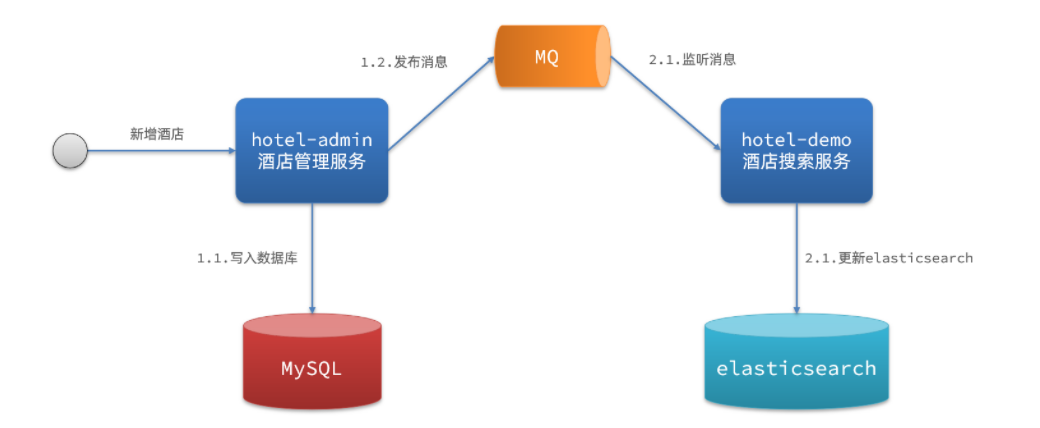 MQ
1.2.发布消息
2.1.监听消息
新增酒店
hotel-admin
酒店管理服务
hotel-demo
酒店搜索服务
1.1.写入数据库
2.1.更新elasticsearch
MySQL
elasticsearch